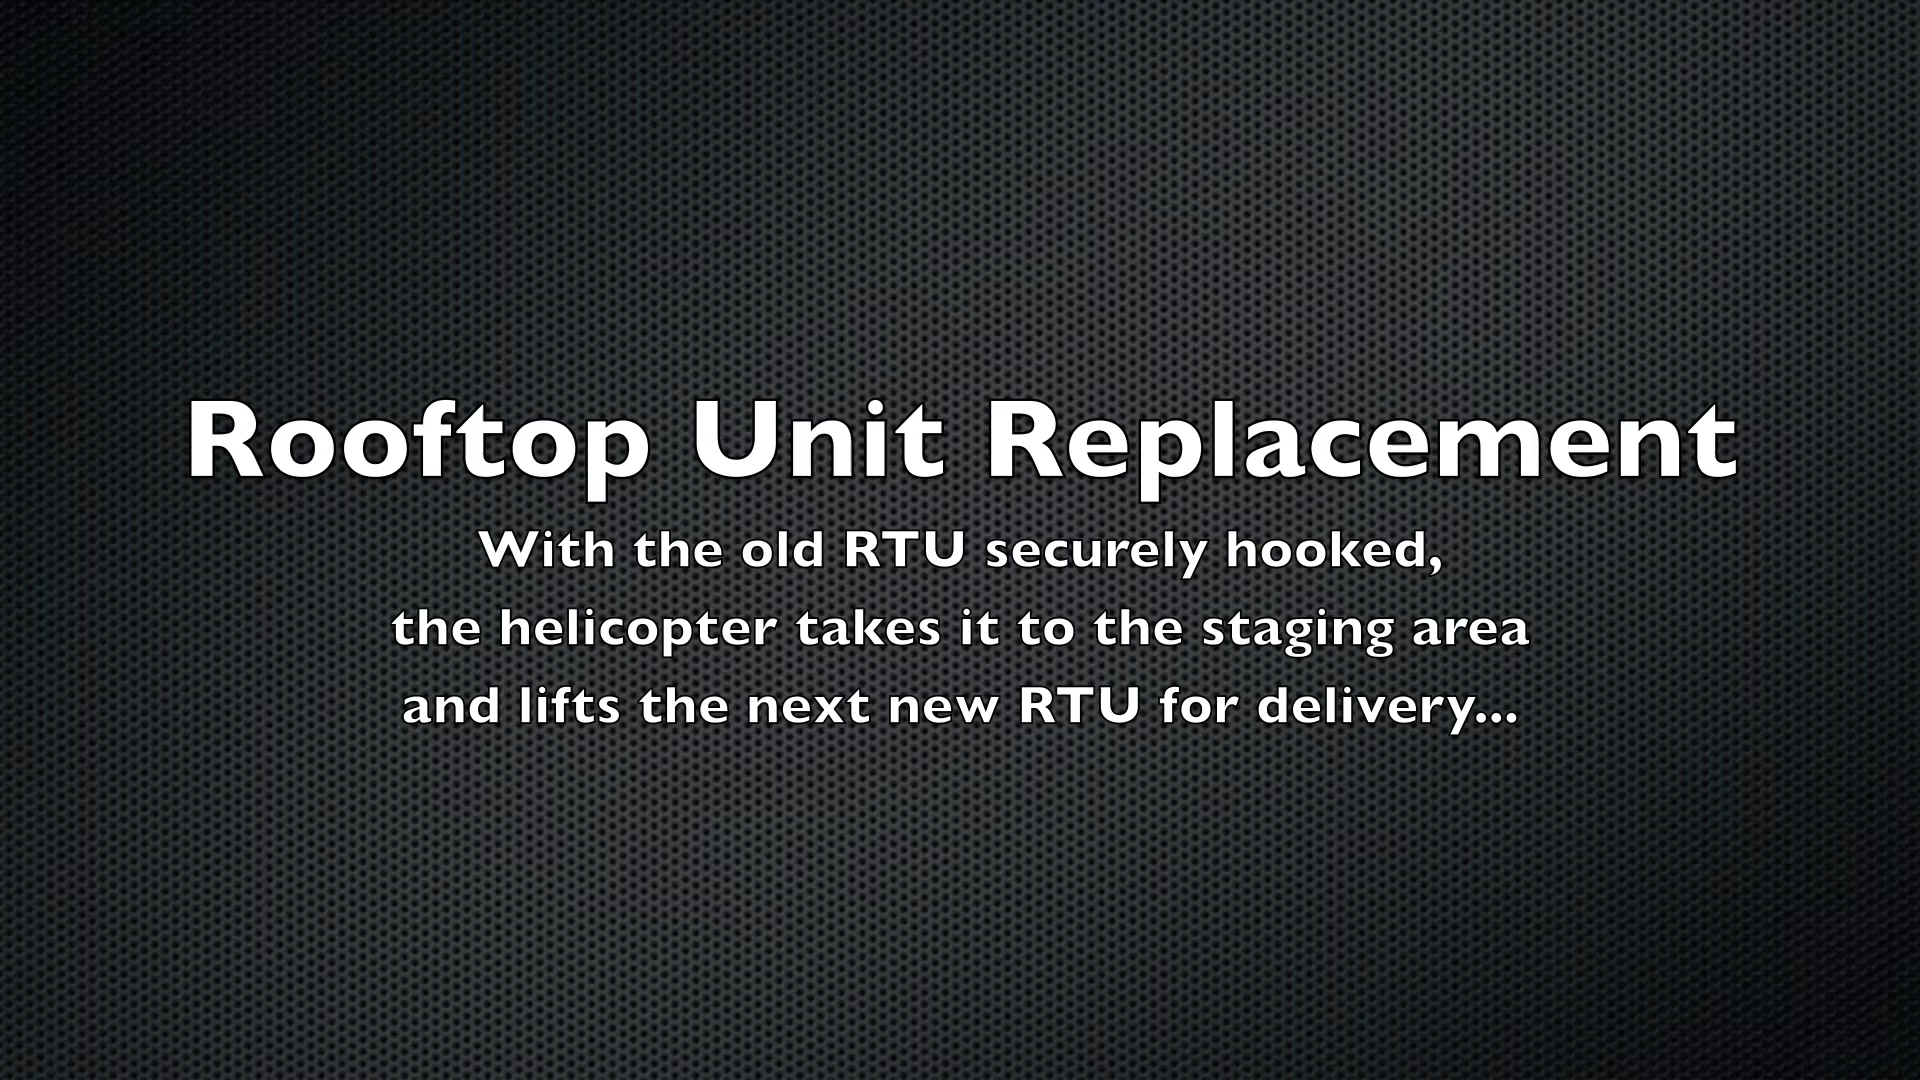 Rooftop Unit Replacement
With the old RTU securely hooked,
the helicopter takes it to the staging area
and lifts the next new RTU for delivery...